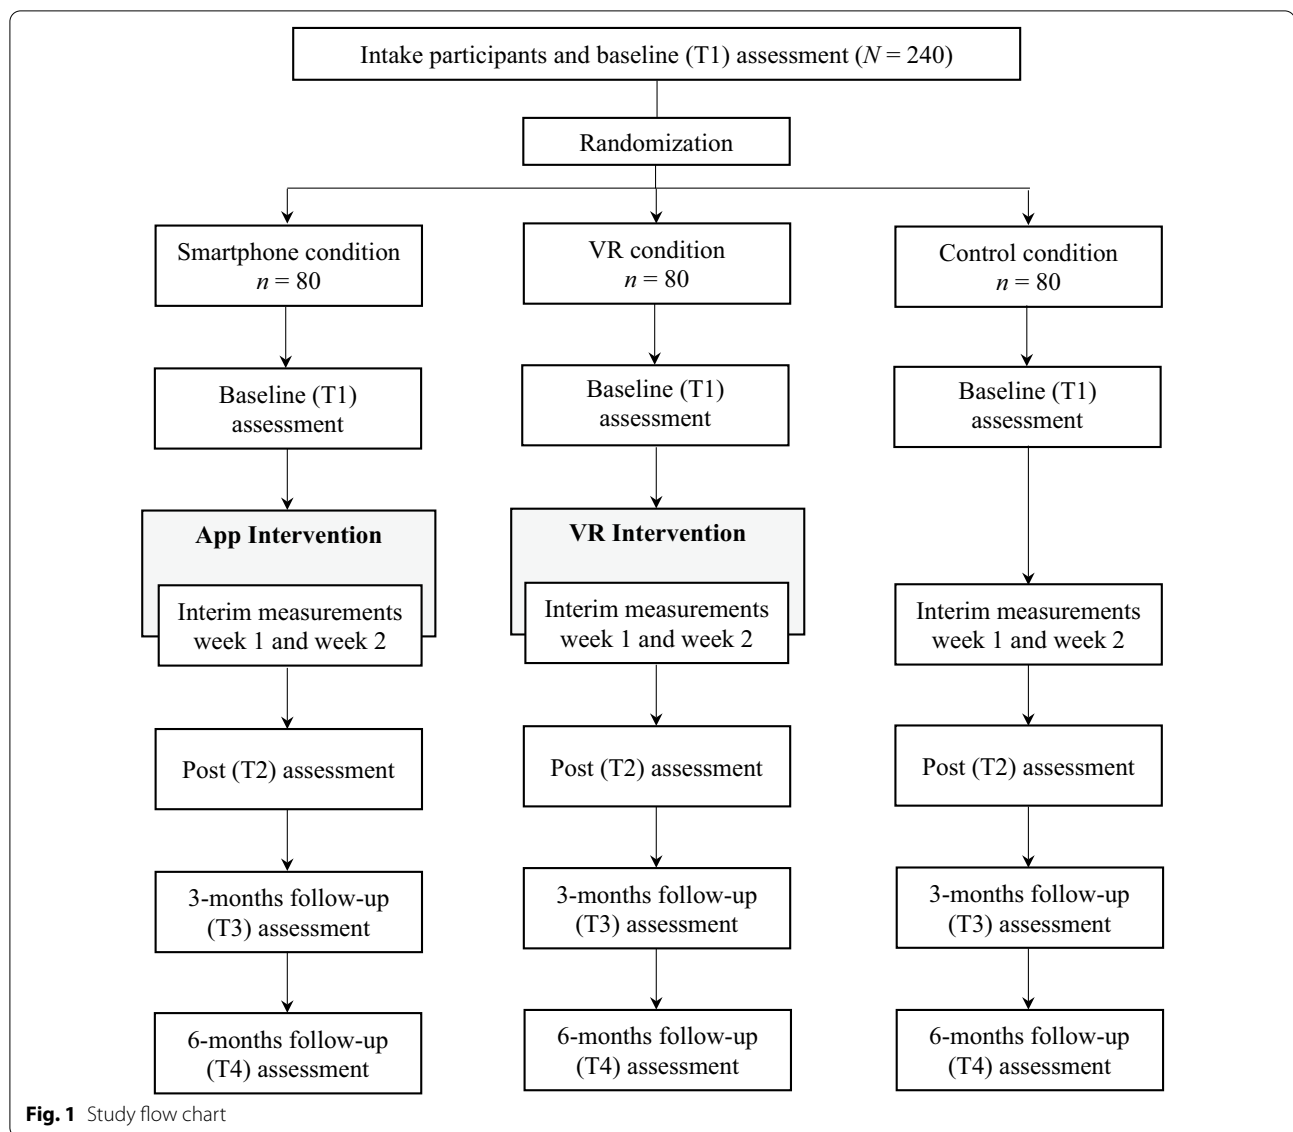 Intake participants and baseline (T1) assessment (N = 240)
Randomization
Smartphone condition
n = 80
VR condition
n = 80
Control condition
n = 80
Baseline (T1)
assessment
Baseline (T1)
assessment
Baseline (T1)
assessment
App Intervention
VR Intervention
Interim measurements
week 1 and week 2
Interim measurements
week 1 and week 2
Interim measurements
week 1 and week 2
Post (T2) assessment
Post (T2) assessment
Post (T2) assessment
3-months follow-up
(T3) assessment
3-months follow-up
(T3) assessment
3-months follow-up
(T3) assessment
6-months follow-up
(T4) assessment
6-months follow-up
(T4) assessment
6-months follow-up
(T4) assessment
Fig. 1 Study flow chart